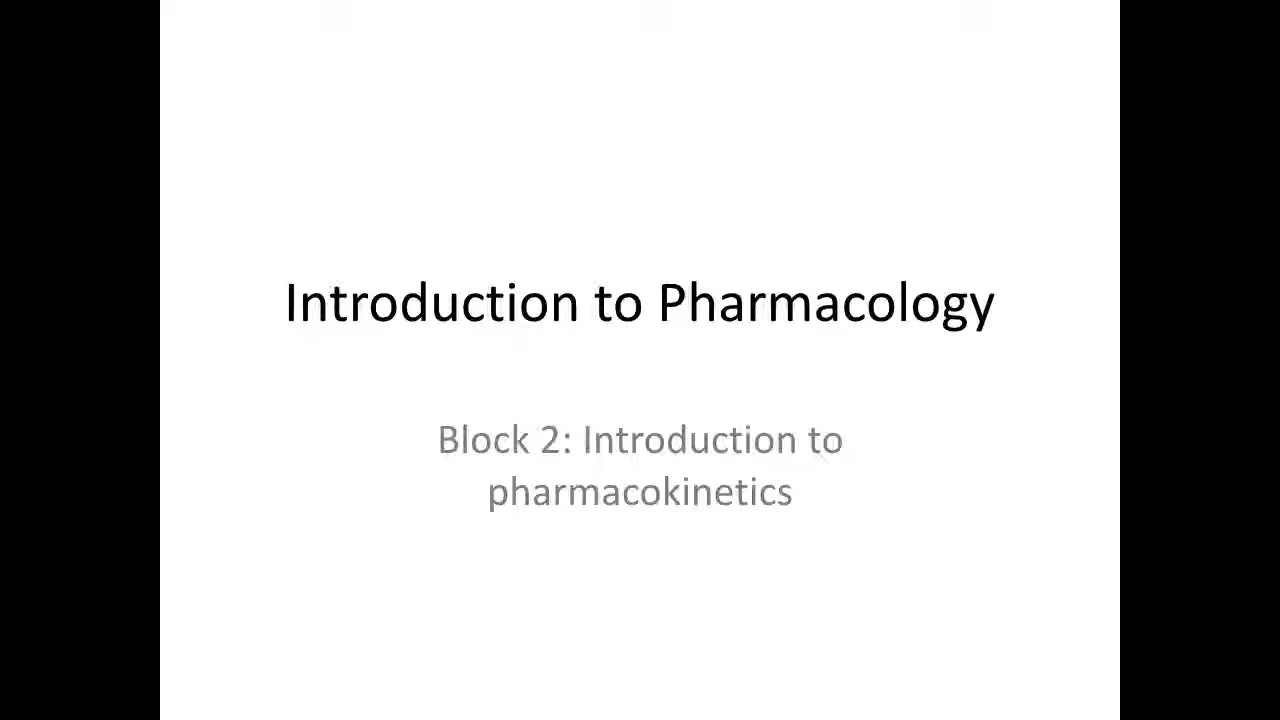 Introduction to Pharmacology
Block 2: Introduction to
pharmacokinetics